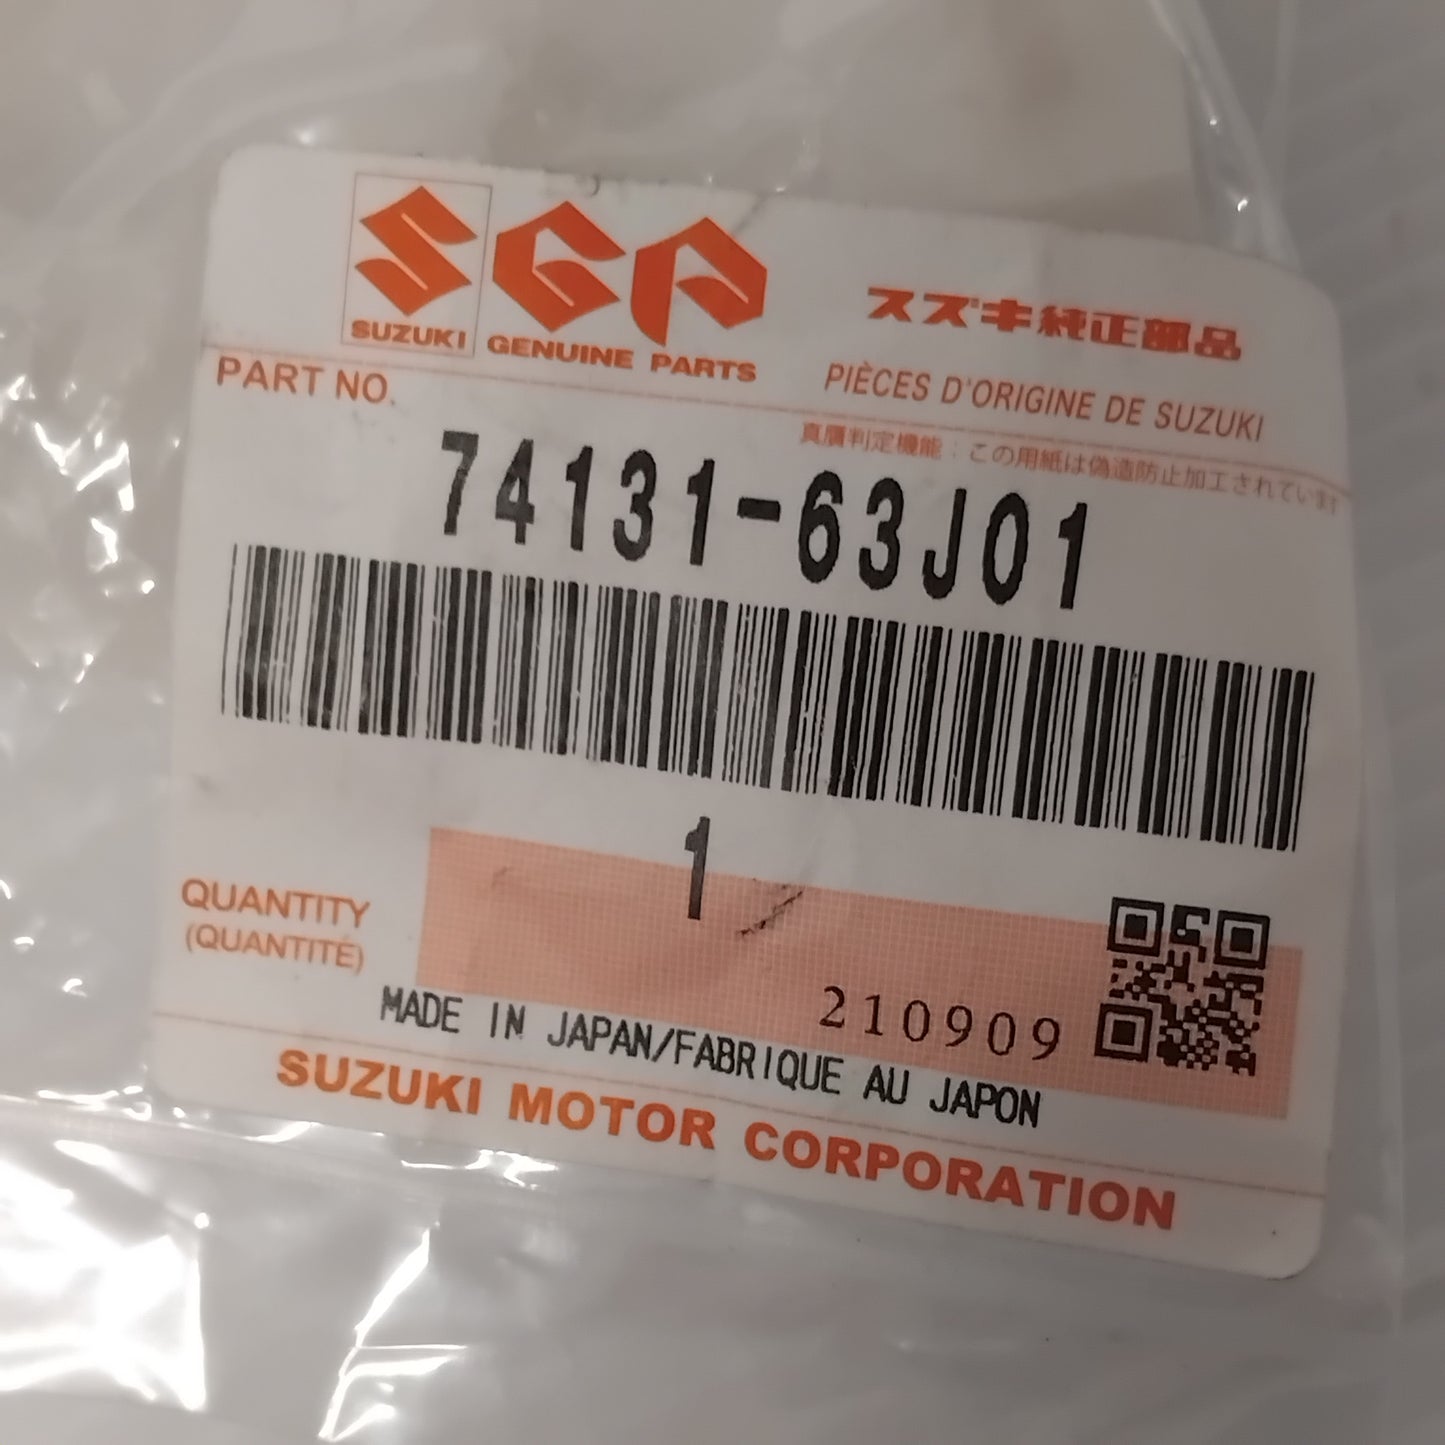 SGP
SUZUKI GENUINE PARTS
スズキ純正部品
PIÈCES D'ORIGINE DE SUZUKI
PART NO.
真贋判定機能：この用紙は偽造防止加工されています
74131-63J01
1
QUANTITY
(QUANTITÉ)
210909
MADE IN JAPAN/FABRIQUE AU JAPON
SUZUKI MOTOR CORPORATION